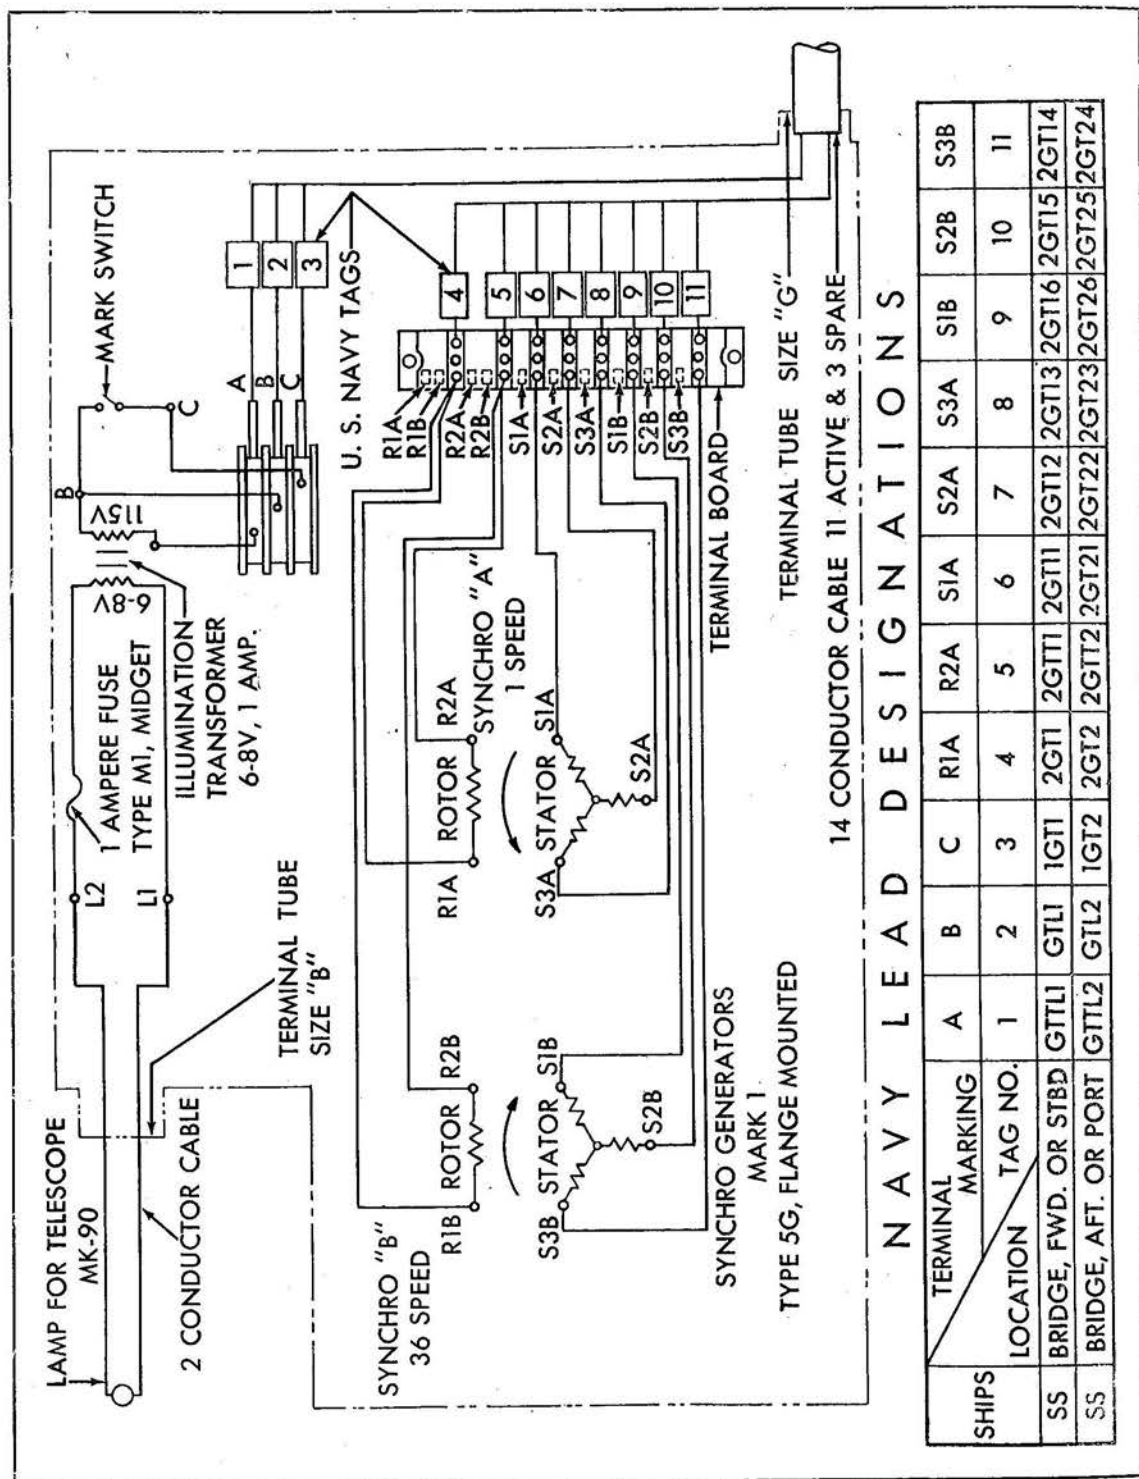 LAMP FOR TELESCOPE
MK-90
2 CONDUCTOR CABLE
TERMINAL TUBE
SIZE "B"
L2
L1
1 AMPERE FUSE
TYPE M1, MIDGET
ILLUMINATION
TRANSFORMER
6-8V, 1 AMP.
6-8V
115V
B
C
MARK SWITCH
A
B
C
1
2
3
U. S. NAVY TAGS
SYNCHRO "B"
36 SPEED
R1B
ROTOR
R2B
S3B
STATOR
S1B
S2B
R1A
ROTOR
R2A
SYNCHRO "A"
1 SPEED
S3A
STATOR
S1A
S2A
R1A
R1B
R2A
R2B
S1A
S2A
S3A
S1B
S2B
S3B
4
5
6
7
8
9
10
11
TERMINAL BOARD
SYNCHRO GENERATORS
MARK 1
TYPE 5G, FLANGE MOUNTED
TERMINAL TUBE SIZE "G"
14 CONDUCTOR CABLE 11 ACTIVE & 3 SPARE
NAVY LEAD DESIGNATIONS
SHIPS TERMINAL MARKING A B C R1A R2A S1A S2A S3A S1B S2B S3B
LOCATION TAG NO. 1 2 3 4 5 6 7 8 9 10 11
SS BRIDGE, FWD. OR STBD GTTL1 GTL1 1GT1 2GT1 2GTT1 2GT11 2GT12 2GT13 2GT16 2GT15 2GT14
SS BRIDGE, AFT. OR PORT GTTL2 GTL2 1GT2 2GT2 2GTT2 2GT21 2GT22 2GT23 2GT26 2GT25 2GT24